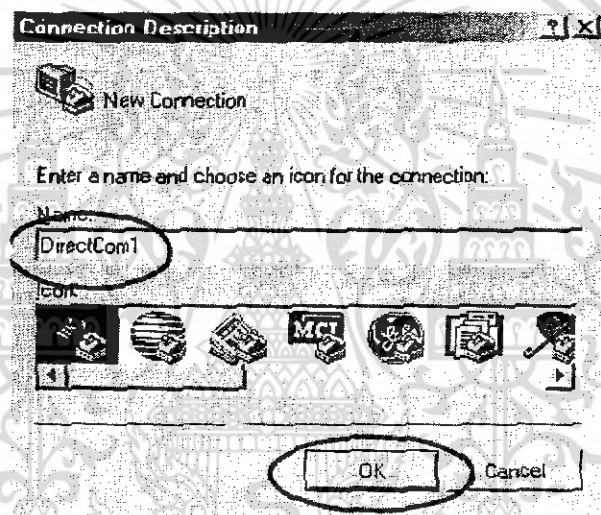 Connection Description
New Connection
Enter a name and choose an icon for the connection:
Name:
DirectCom1
Icon:
MCI
OK
Cancel